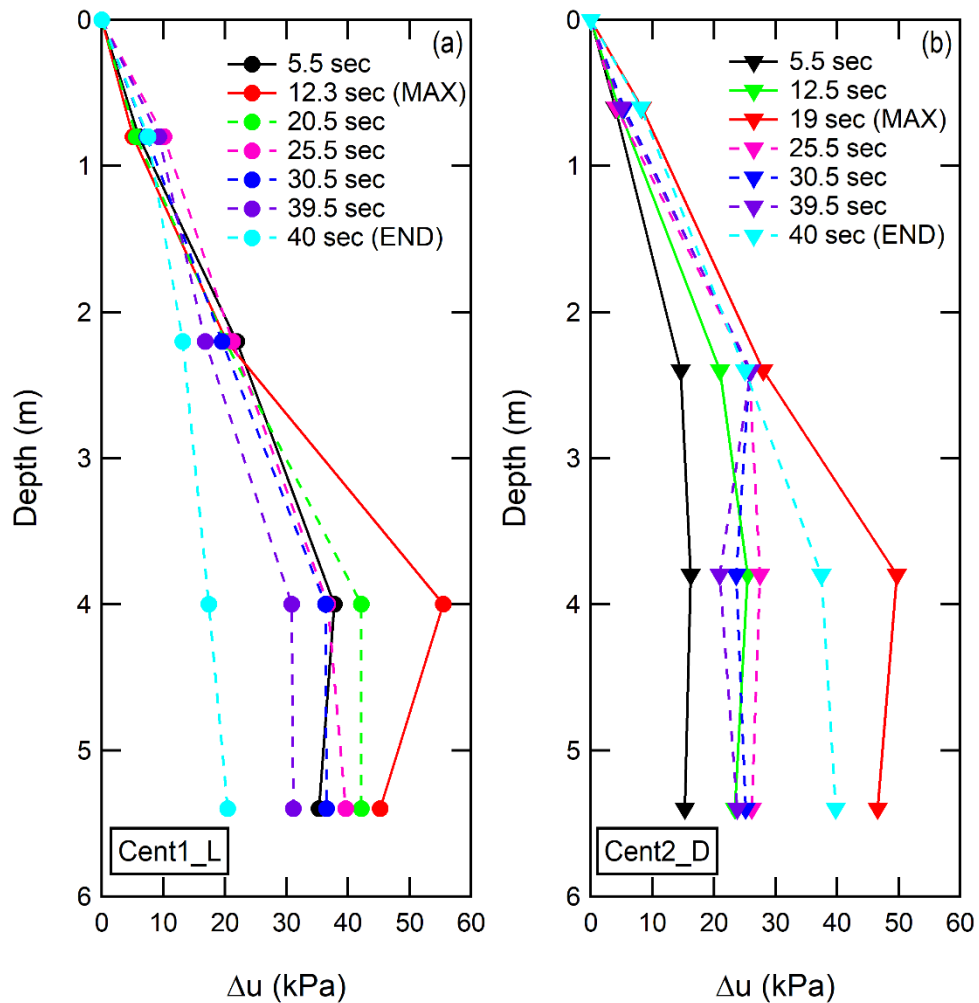 (a)
5.5 sec
12.3 sec (MAX)
20.5 sec
25.5 sec
30.5 sec
39.5 sec
40 sec (END)
0
1
2
3
4
5
6
Depth (m)
Cent1_L
0 10 20 30 40 50 60
Δu (kPa)
(b)
5.5 sec
12.5 sec
19 sec (MAX)
25.5 sec
30.5 sec
39.5 sec
40 sec (END)
0
1
2
3
4
5
6
Depth (m)
Cent2_D
0 10 20 30 40 50 60
Δu (kPa)